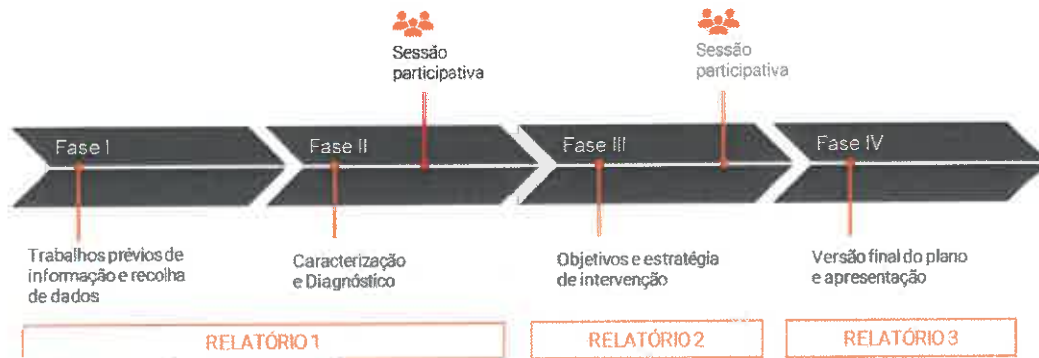 Sessão
participativa
Sessão
participativa
Fase I
Fase II
Fase III
Fase IV
Trabalhos prévios de
informação e recolha
de dados
Caracterização
e Diagnóstico
Objetivos e estratégia
de intervenção
Versão final do plano
e apresentação
RELATÓRIO 1
RELATÓRIO 2
RELATÓRIO 3